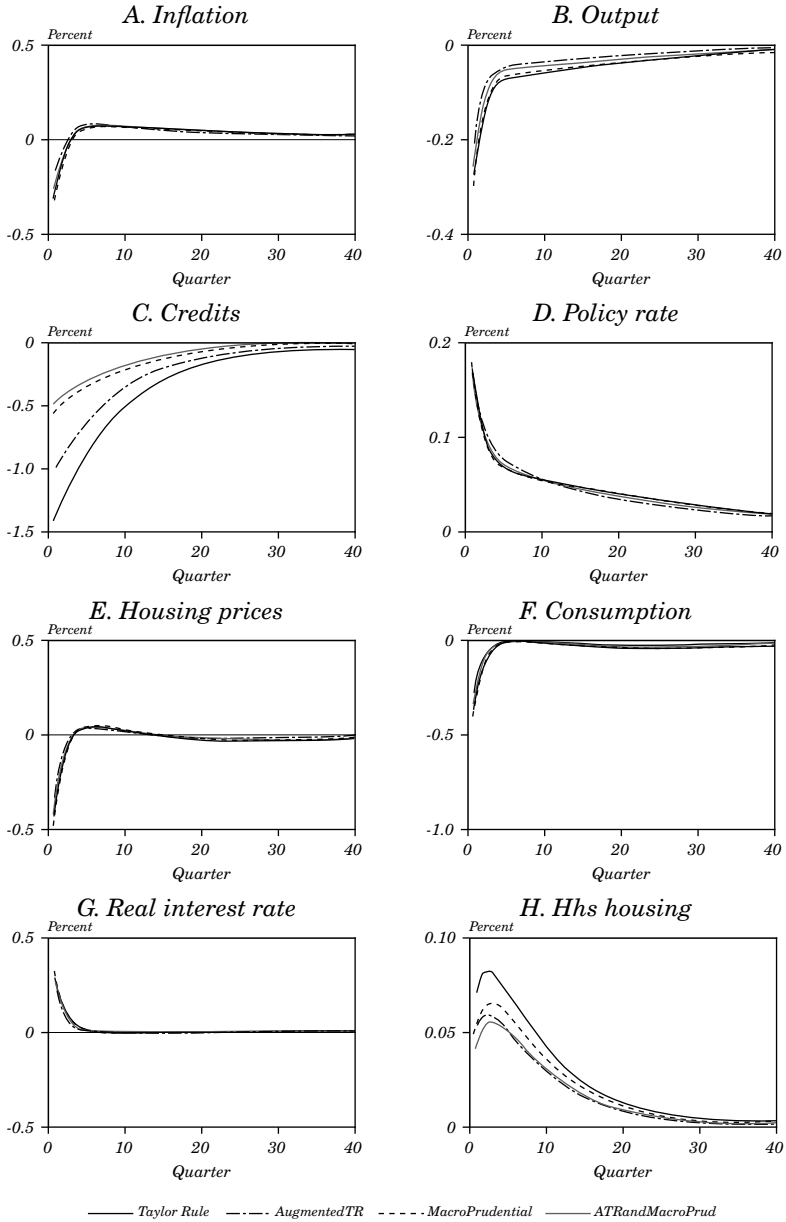 A. Inflation
Percent
0.5
0
-0.5
0 10 20 30 40
Quarter
B. Output
Percent
0
-0.2
-0.4
0 10 20 30 40
Quarter
C. Credits
Percent
0
-0.5
-1.0
-1.5
0 10 20 30 40
Quarter
D. Policy rate
Percent
0.2
0.1
0
0 10 20 30 40
Quarter
E. Housing prices
Percent
0.5
0
-0.5
0 10 20 30 40
Quarter
F. Consumption
Percent
0
-0.5
-1.0
0 10 20 30 40
Quarter
G. Real interest rate
Percent
0.5
0
-0.5
0 10 20 30 40
Quarter
H. Hhs housing
Percent
0.10
0.05
0
0 10 20 30 40
Quarter
Taylor Rule AugmentedTR MacroPrudential ATRandMacroPrud